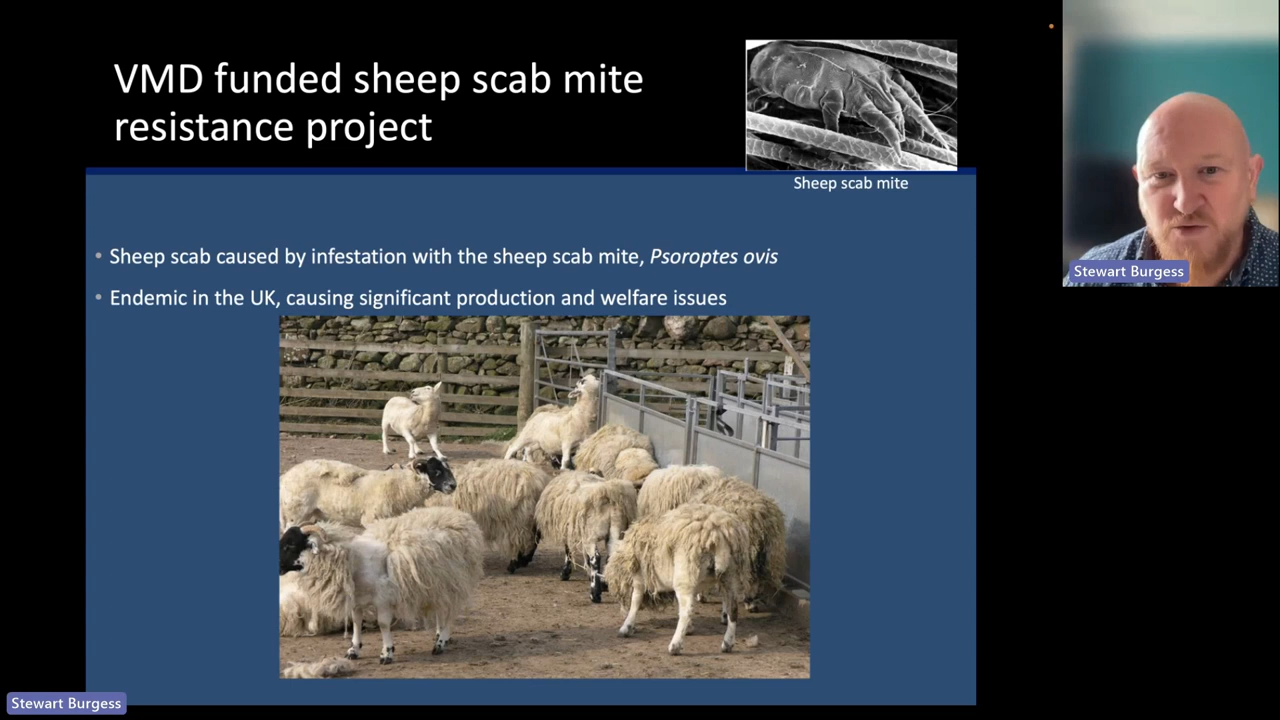 VMD funded sheep scab mite
resistance project
Sheep scab mite
• Sheep scab caused by infestation with the sheep scab mite, Psoroptes ovis
• Endemic in the UK, causing significant production and welfare issues
Stewart Burgess
Stewart Burgess